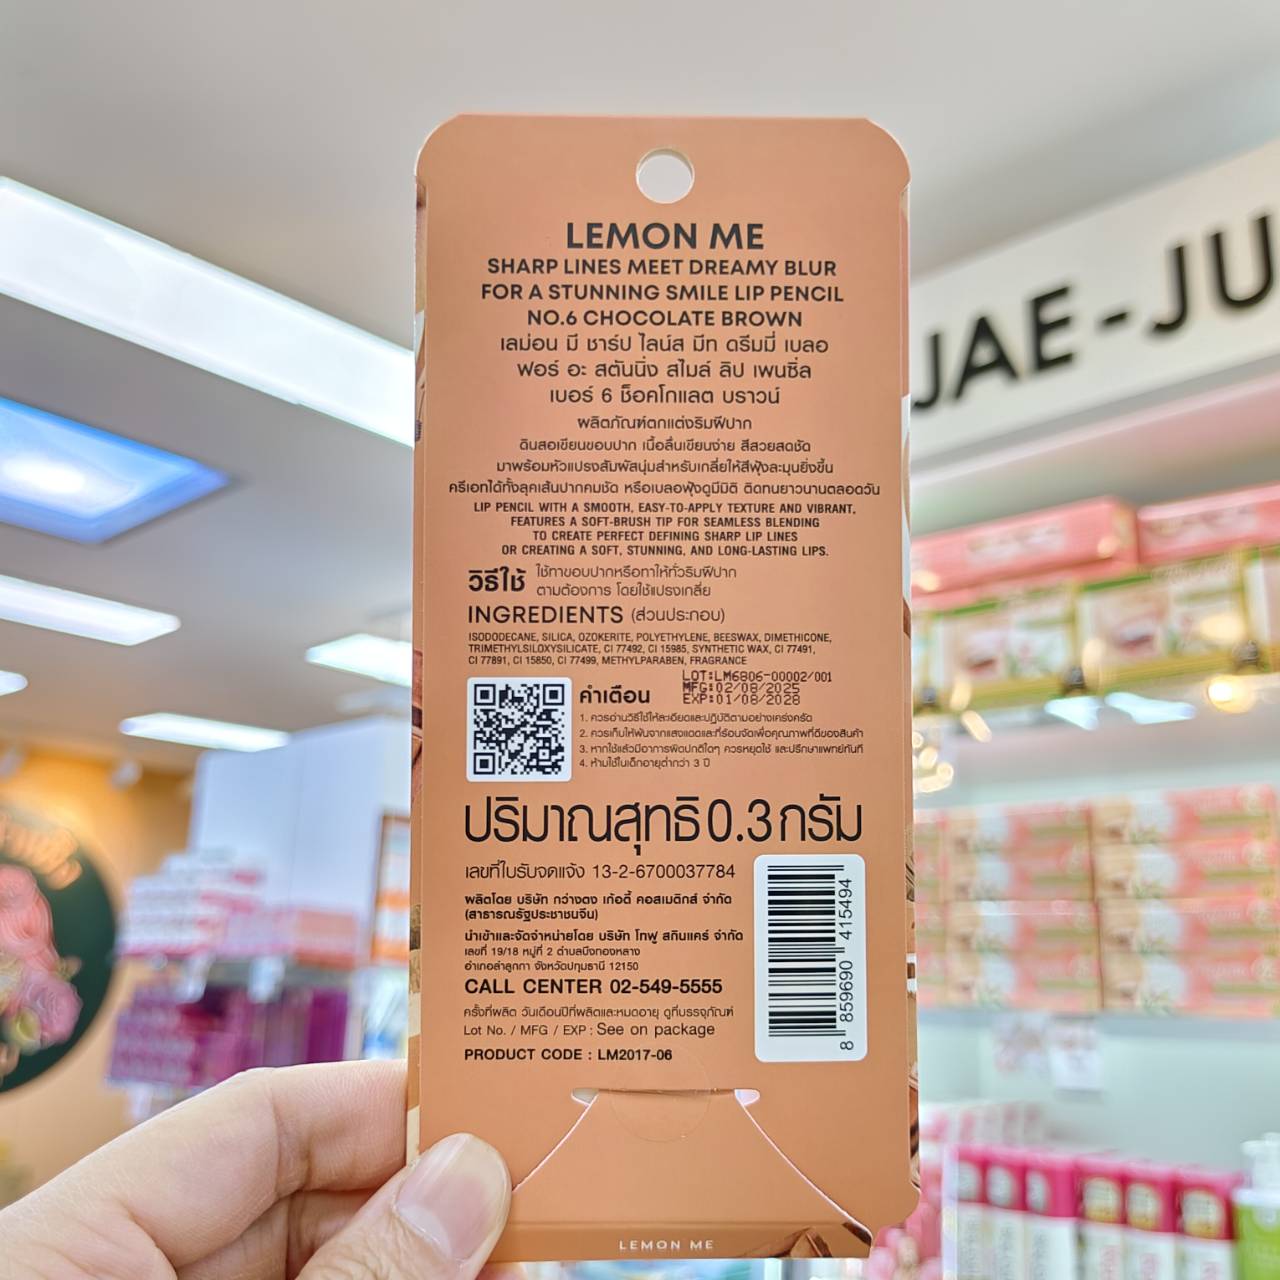 LEMON ME
SHARP LINES MEET DREAMY BLUR
FOR A STUNNING SMILE LIP PENCIL
NO.6 CHOCOLATE BROWN
เลม่อน มี ชาร์ป ไลน์ส มีท ดรีมมี่ เบลอ
ฟอร์ อะ สตันนิ่ง สไมล์ ลิป เพนซิ่ล
เบอร์ 6 ช็อคโกแลต บราวน์
ผลิตภัณฑ์ตกแต่งริมฝีปาก
ดินสอเขียนขอบปาก เนื้อลื่นเขียนง่าย สีสวยสดชัด
มาพร้อมหัวแปรงสัมผัสนุ่มสำหรับเกลี่ยให้สีฟุ้งละมุนยิ่งขึ้น
ครีเอทได้ทั้งลุคเส้นปากคมชัด หรือเบลอฟุ้งดูมีมิติ ติดทนยาวนานตลอดวัน
LIP PENCIL WITH A SMOOTH, EASY-TO-APPLY TEXTURE AND VIBRANT,
FEATURES A SOFT-BRUSH TIP FOR SEAMLESS BLENDING
TO CREATE PERFECT DEFINING SHARP LIP LINES
OR CREATING A SOFT, STUNNING, AND LONG-LASTING LIPS.
วิธีใช้ ใช้ทาขอบปากหรือทาให้ทั่วริมฝีปาก
ตามต้องการ โดยใช้แปรงเกลี่ย
INGREDIENTS (ส่วนประกอบ)
ISODODECANE, SILICA, OZOKERITE, POLYETHYLENE, BEESWAX, DIMETHICONE,
TRIMETHYLSILOXYSILICATE, CI 77492, CI 15985, SYNTHETIC WAX, CI 77491,
CI 77891, CI 15850, CI 77499, METHYLPARABEN, FRAGRANCE
LOT:LM6806-00002/001
MFG:02/08/2025
EXP:01/08/2028
คำเตือน
1. ควรอ่านวิธีใช้ให้ละเอียดและปฏิบัติตามอย่างเคร่งครัด
2. ควรเก็บให้พ้นจากแสงแดดและที่ร้อนจัดเพื่อคุณภาพที่ดีของสินค้า
3. หากใช้แล้วมีอาการผิดปกติใดๆ ควรหยุดใช้ และปรึกษาแพทย์ทันที
4. ห้ามใช้ในเด็กอายุต่ำกว่า 3 ปี
ปริมาณสุทธิ 0.3 กรัม
เลขที่ใบรับจดแจ้ง 13-2-6700037784
ผลิตโดย บริษัท กว่างตง เก้อดี้ คอสเมติกส์ จำกัด
(สาธารณรัฐประชาชนจีน)
นำเข้าและจัดจำหน่ายโดย บริษัท โทฟู สกินแคร์ จำกัด
เลขที่ 19/18 หมู่ที่ 2 ตำบลบึงทองหลาง
อำเภอลำลูกกา จังหวัดปทุมธานี 12150
CALL CENTER 02-549-5555
ครั้งที่ผลิต วันเดือนปีที่ผลิตและหมดอายุ ดูที่บรรจุภัณฑ์
Lot No. / MFG / EXP : See on package
PRODUCT CODE : LM2017-06
8 859690 415494
LEMON ME
JAE-JU